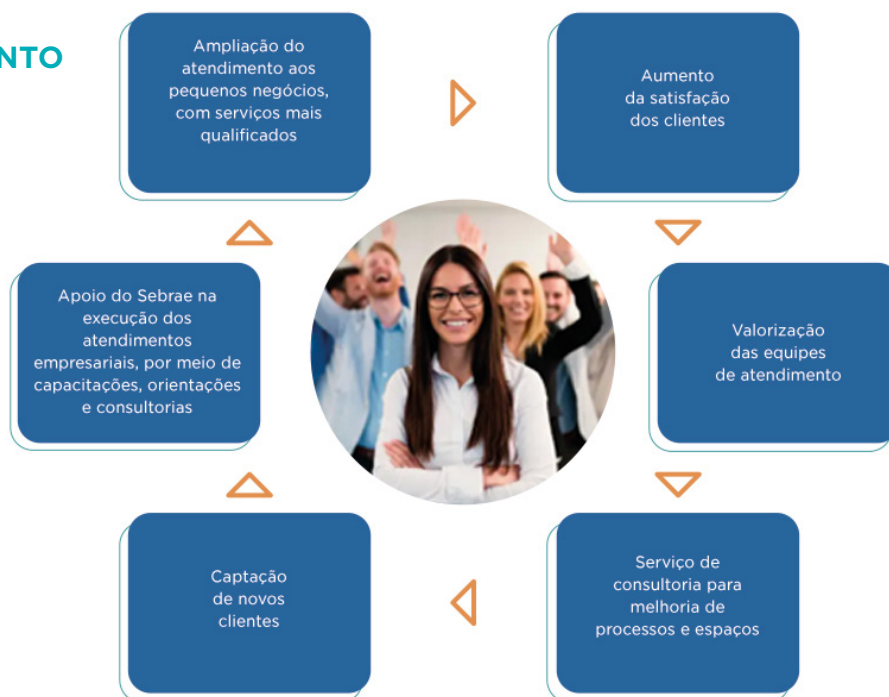 NTO
Ampliação do
atendimento aos
pequenos negócios,
com serviços mais
qualificados
Aumento
da satisfação
dos clientes
Valorização
das equipes
de atendimento
Serviço de
consultoria para
melhoria de
processos e espaços
Captação
de novos
clientes
Apoio do Sebrae na
execução dos
atendimentos
empresariais, por meio de
capacitações, orientações
e consultorias